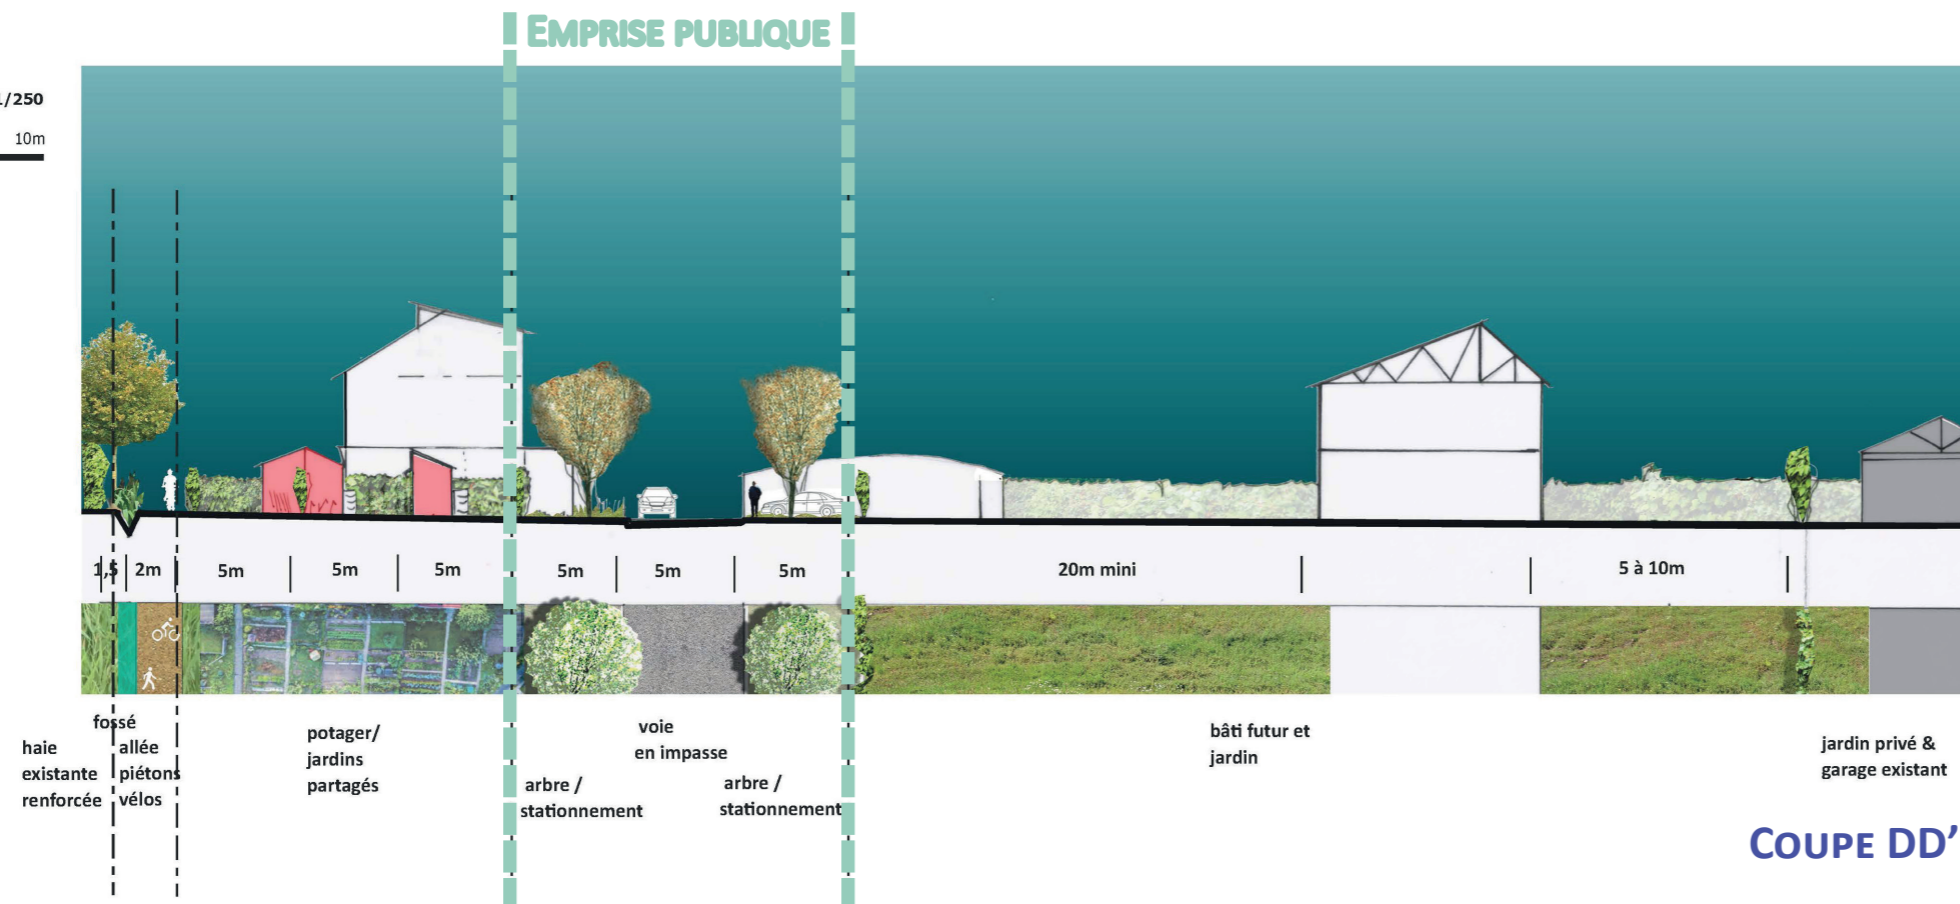 EMPRISE PUBLIQUE
1/250
10m
1,5 2m 5m 5m 5m 5m 5m 5m 20m mini 5 à 10m
fossé
haie
existante
renforcée
allée
piétons
vélos
potager/
jardins
partagés
arbre /
stationnement
voie
en impasse
arbre /
stationnement
bâti futur et
jardin
jardin privé &
garage existant
COUPE DD'